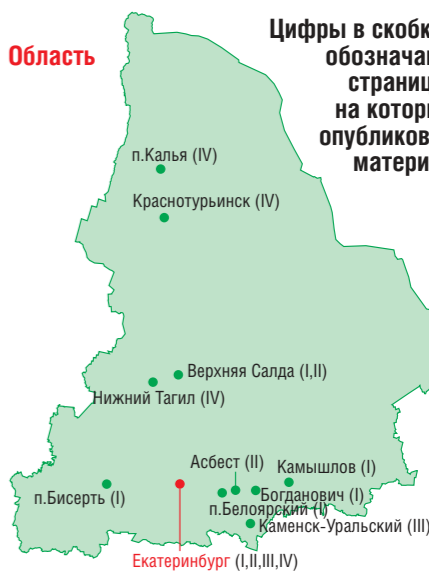 Область
Цифры в скобк
обозначаю
страниц
на котор
опубликов
матери
п.Калья (IV)
Краснотурьинск (IV)
Верхняя Салда (I,II)
Нижний Тагил (IV)
Асбест (II)
Камышлов (I)
п.Бисерть (I)
Богданович (I)
п.Белоярский (I)
Каменск-Уральский (III)
Екатеринбург (I,II,III,IV)